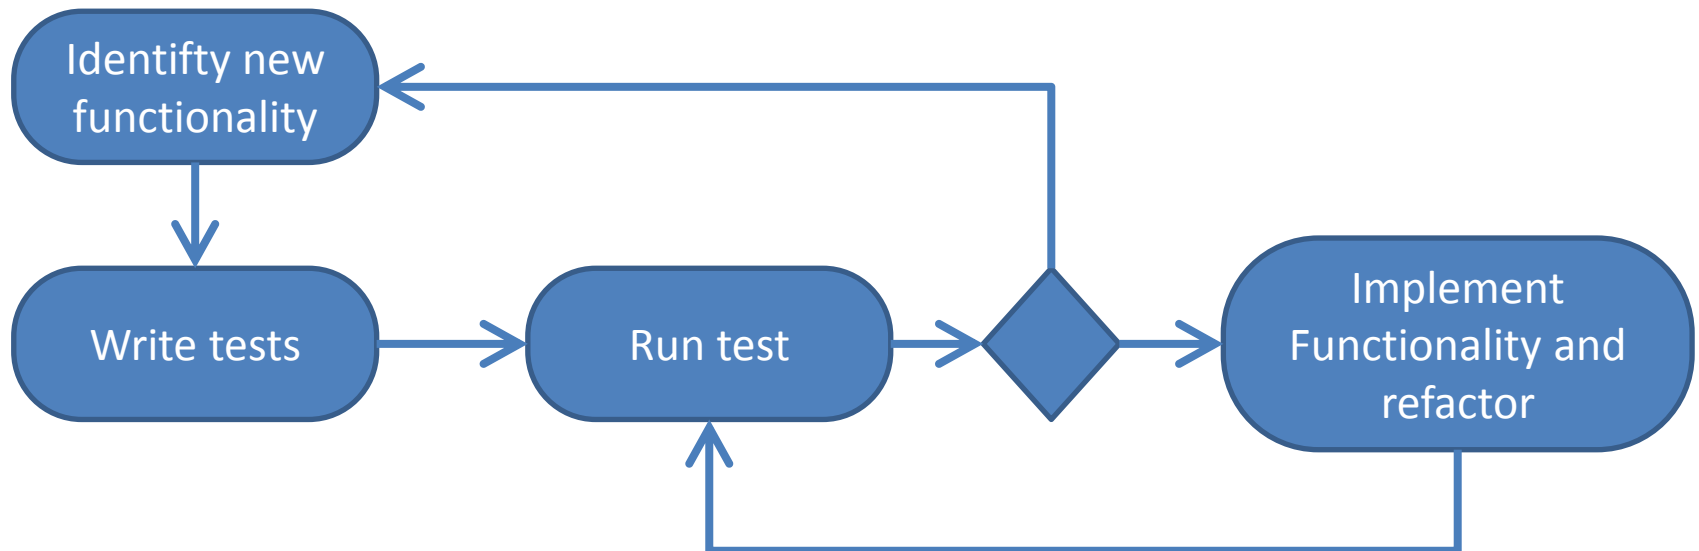 Identifty new
functionality
Write tests
Run test
Implement
Functionality and
refactor